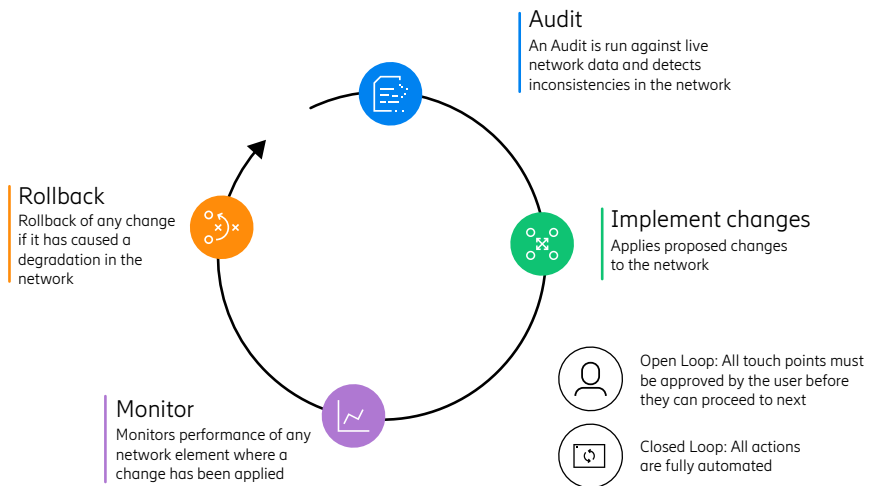 Audit
An Audit is run against live
network data and detects
inconsistencies in the network
Implement changes
Applies proposed changes
to the network
Rollback
Rollback of any change
if it has caused a
degradation in the
network
Monitor
Monitors performance of any
network element where a
change has been applied
Open Loop: All touch points must
be approved by the user before
they can proceed to next
Closed Loop: All actions
are fully automated